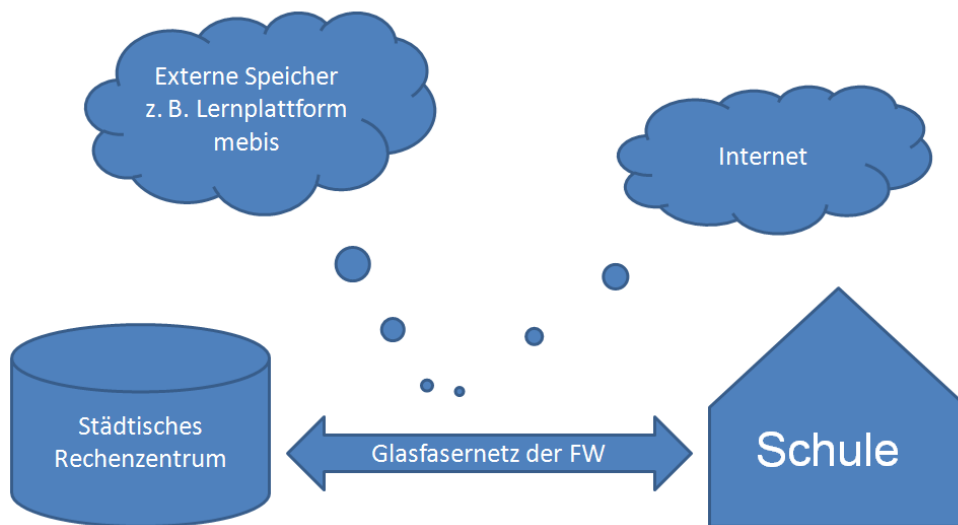 Externe Speicher
z. B. Lernplattform
mebis
Internet
Städtisches
Rechenzentrum
Glasfasernetz der FW
Schule